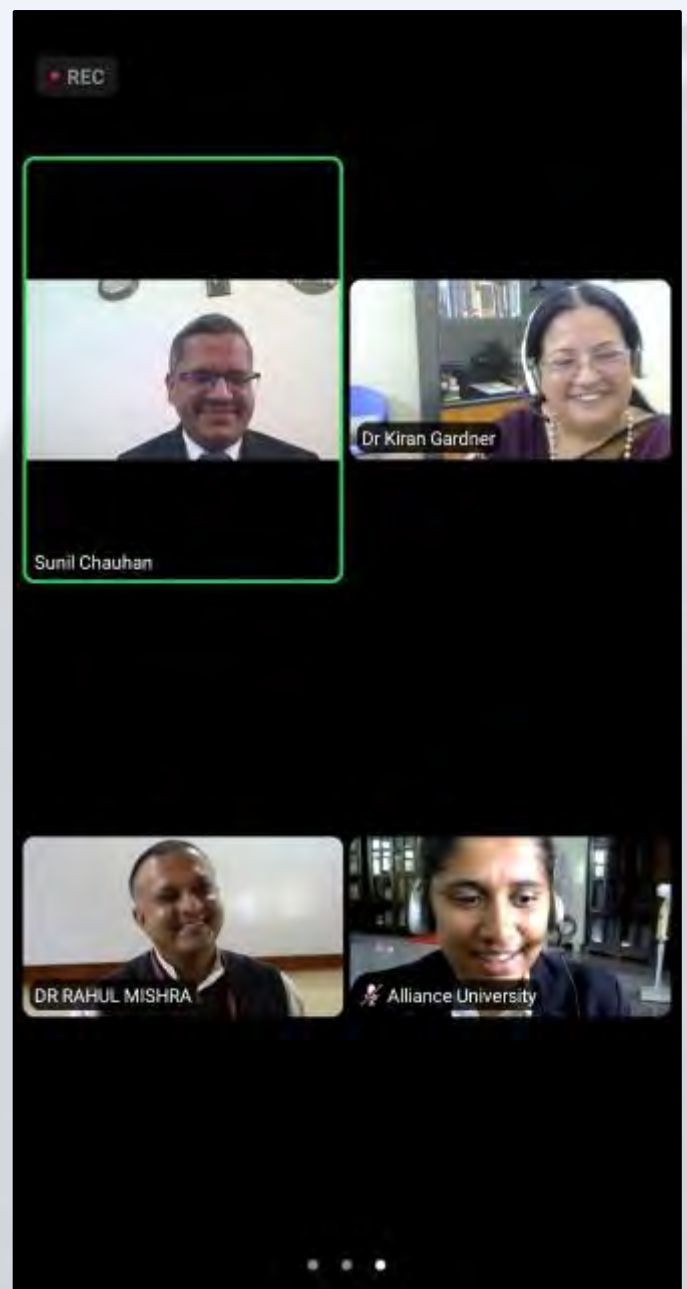 REC
Dr Kiran Gardner
Sunil Chauhan
DR RAHUL MISHRA
Alliance University